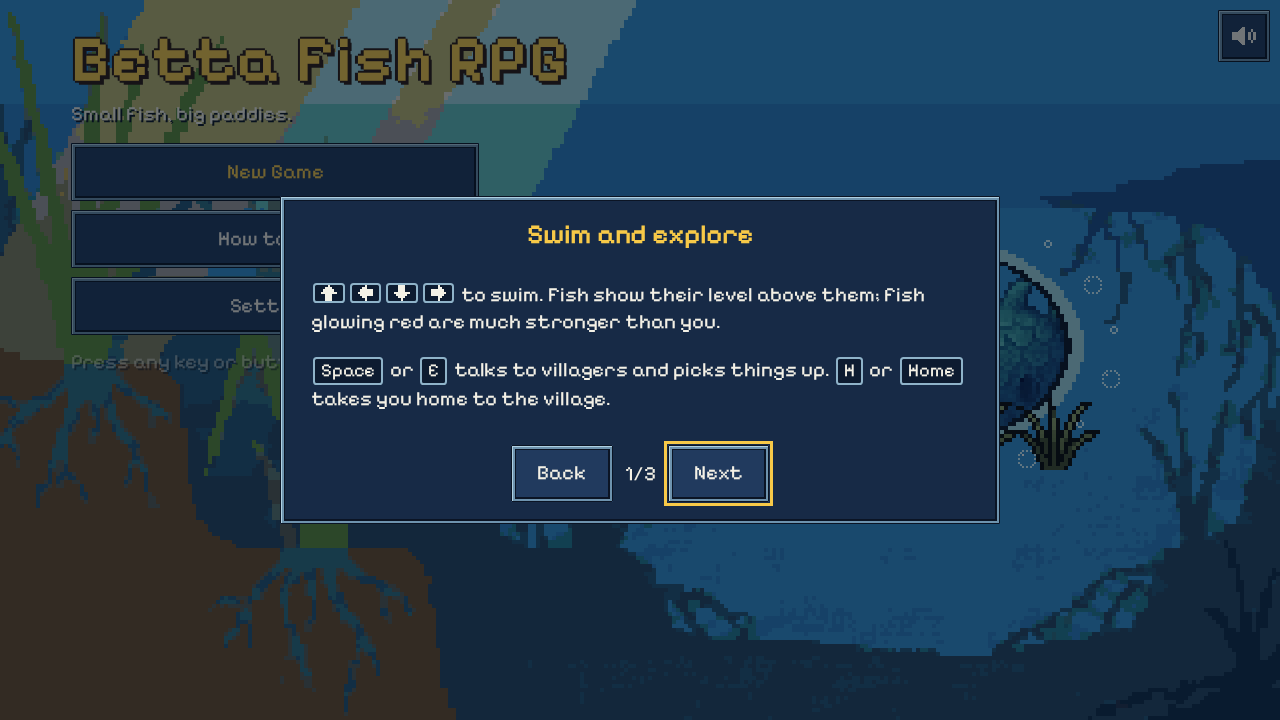 Betta Fish RPG
Small fish, big paddies.
New Game
How to
Sett
Press any key or but
Swim and explore
to swim. Fish show their level above them; fish
glowing red are much stronger than you.
Space or E talks to villagers and picks things up. H or Home
takes you home to the village.
Back 1/3 Next